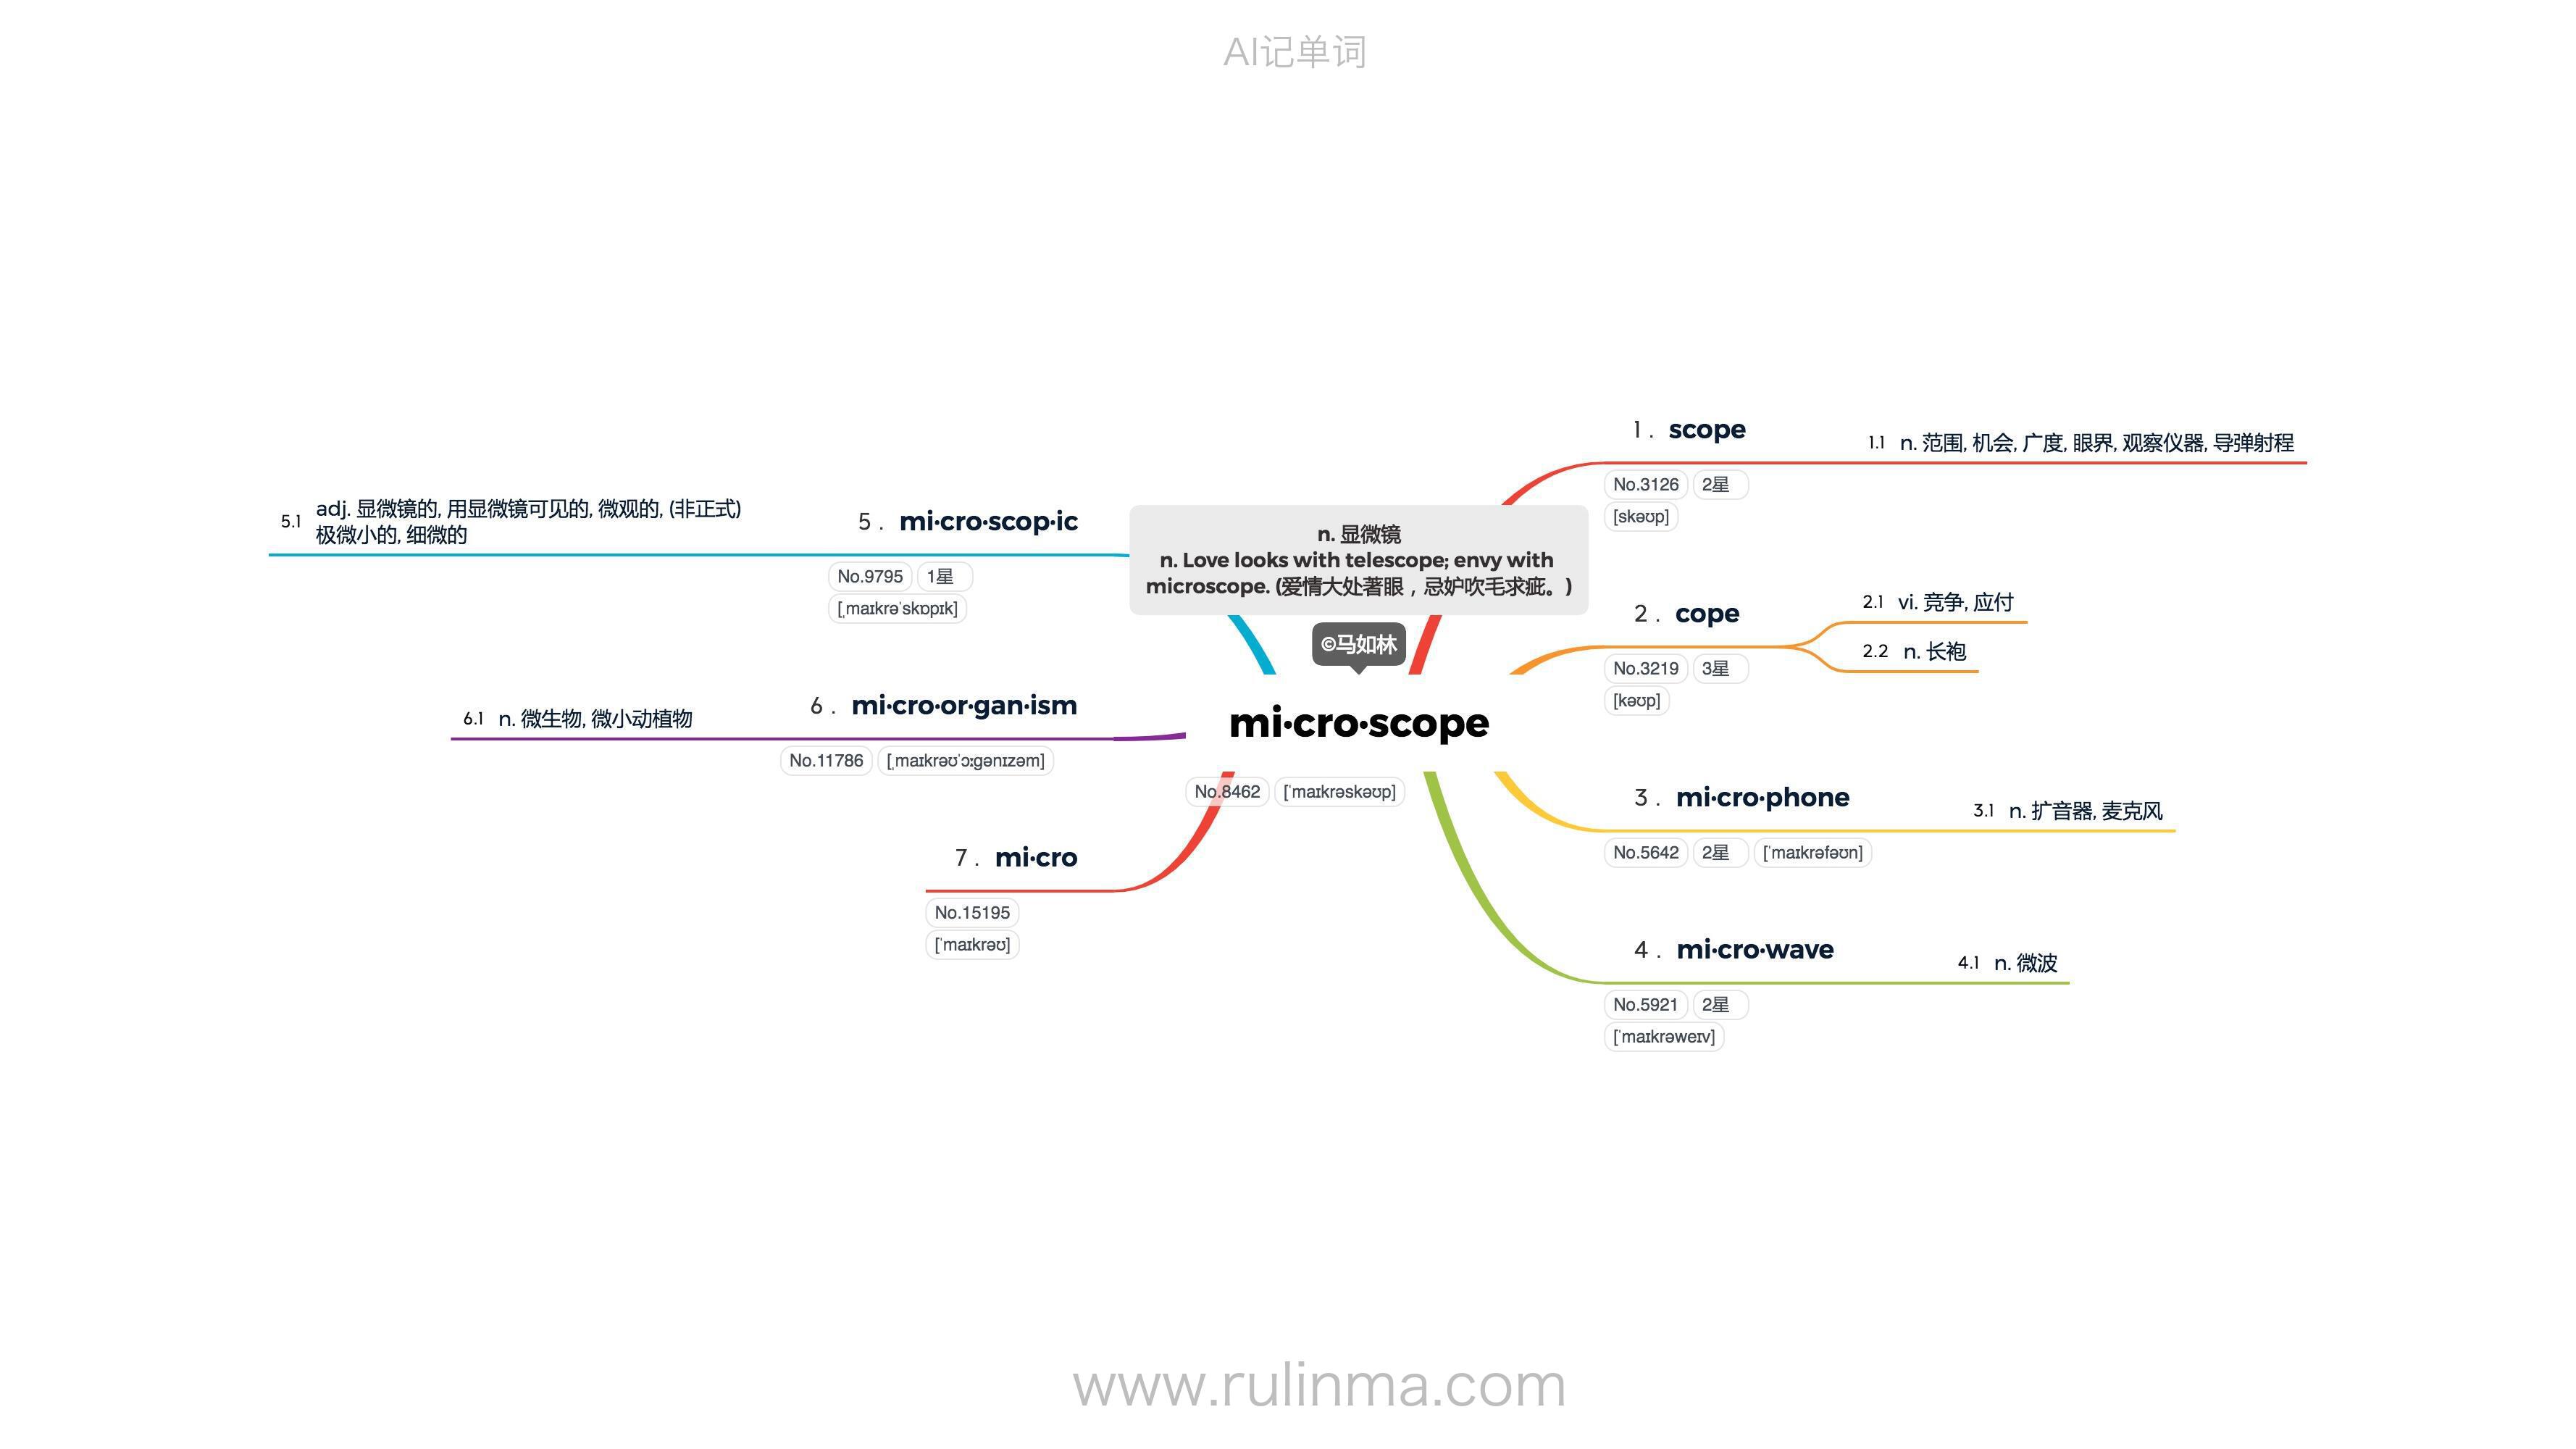 AI记单词
n. 显微镜
n. Love looks with telescope; envy with
microscope. (爱情大处著眼，忌妒吹毛求疵。)
©马如林
mi·cro·scope
No.8462 [ˈmaɪkrəskəʊp]
1 . scope
No.3126 2星
[skəʊp]
1.1 n. 范围, 机会, 广度, 眼界, 观察仪器, 导弹射程
2 . cope
No.3219 3星
[kəʊp]
2.1 vi. 竞争, 应付
2.2 n. 长袍
3 . mi·cro·phone
No.5642 2星 [ˈmaɪkrəfəʊn]
3.1 n. 扩音器, 麦克风
4 . mi·cro·wave
No.5921 2星
[ˈmaɪkrəweɪv]
4.1 n. 微波
5 . mi·cro·scop·ic
No.9795 1星
[ˌmaɪkrəˈskɒpɪk]
5.1 adj. 显微镜的, 用显微镜可见的, 微观的, (非正式)
极微小的, 细微的
6 . mi·cro·or·gan·ism
No.11786 [ˌmaɪkrəʊˈɔːgənɪzəm]
6.1 n. 微生物, 微小动植物
7 . mi·cro
No.15195
[ˈmaɪkrəʊ]
www.rulinma.com